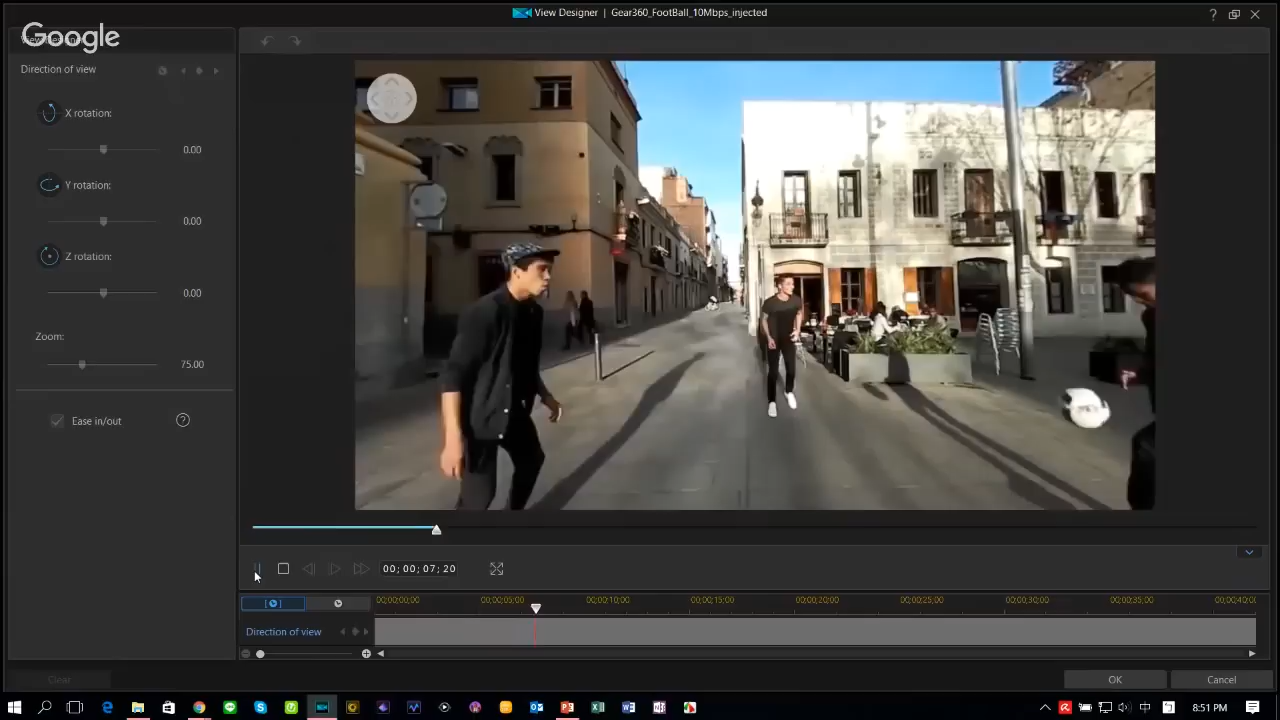 View Designer | Gear360_FootBall_10Mbps_injected
?
Google
Direction of view
X rotation:
0.00
Y rotation:
0.00
Z rotation:
0.00
Zoom:
75.00
Ease in/out
?
00; 00; 07; 20
00;00;00;00 00;00;05;00 00;00;10;00 00;00;15;00 00;00;20;00 00;00;25;00 00;00;30;00 00;00;35;00 00;00;40;0
Direction of view
Clear
OK
Cancel
8:51 PM